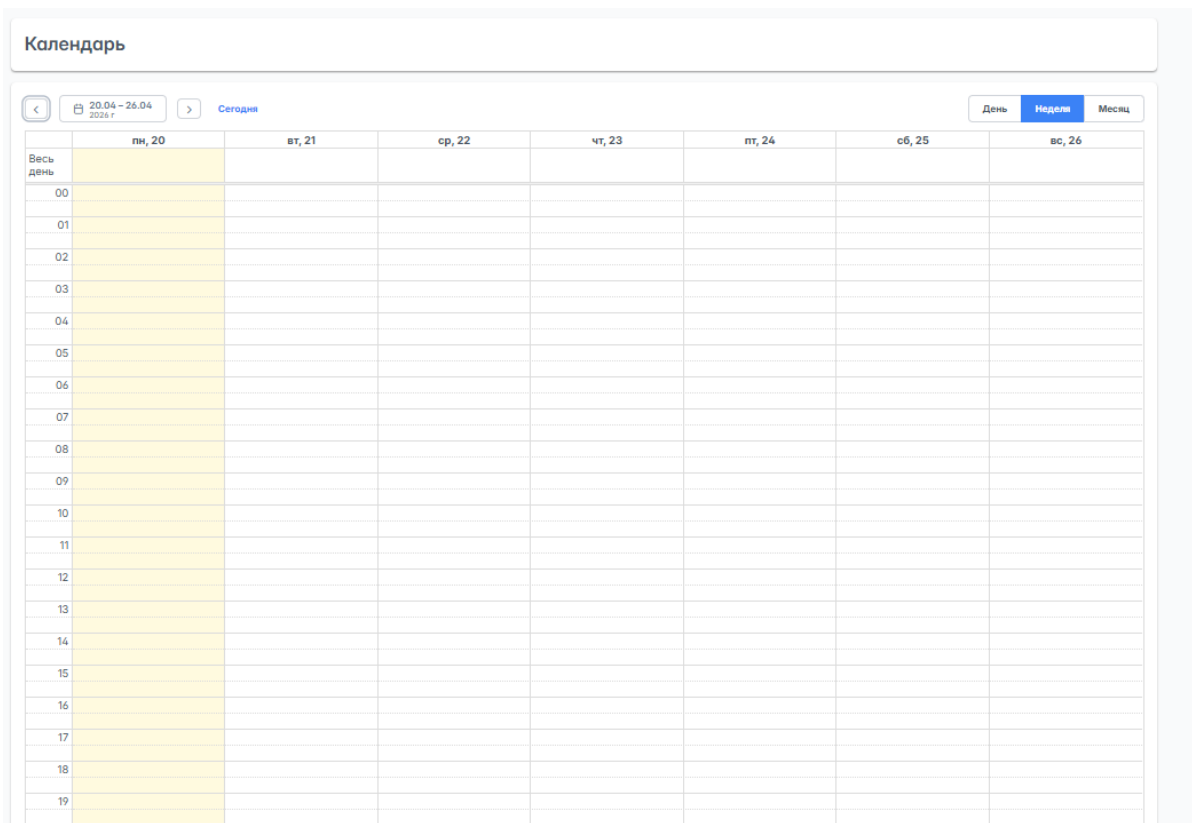 Календарь
20.04 – 26.04
2026 г
Сегодня
День Неделя Месяц
пн, 20 вт, 21 ср, 22 чт, 23 пт, 24 сб, 25 вс, 26
Весь
день
00
01
02
03
04
05
06
07
08
09
10
11
12
13
14
15
16
17
18
19